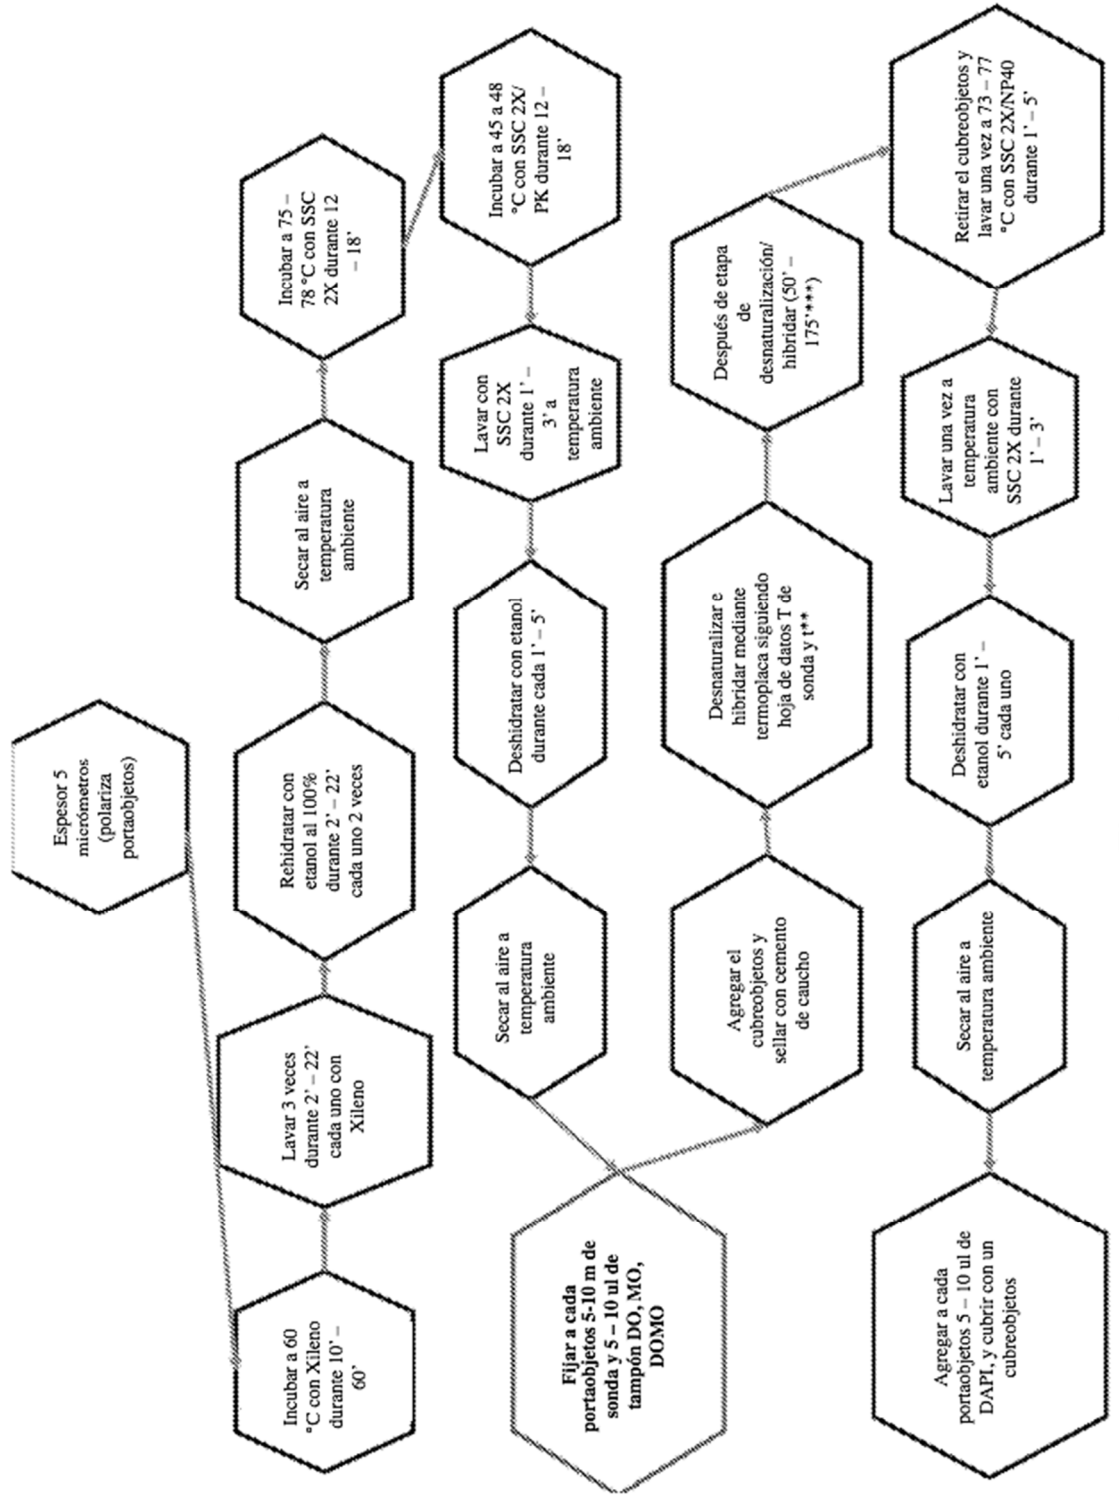 Espesor 5
micrómetros
(polariza
portaobjetos)
Incubar a 60
°C con Xileno
durante 10’ –
60’
Lavar 3 veces
durante 2’ – 22’
cada uno con
Xileno
Rehidratar con
etanol al 100%
durante 2’ – 22’
cada uno 2 veces
Secar al aire a
temperatura
ambiente
Incubar a 75 –
78 °C con SSC
2X durante 12
– 18’
Incubar a 45 a 48
°C con SSC 2X/
PK durante 12 –
18’
Lavar con
SSC 2X
durante 1’ –
3’ a
temperatura
ambiente
Deshidratar con etanol
durante cada 1’ – 5’
Secar al aire a
temperatura
ambiente
Fijar a cada
portaobjetos 5-10 m de
sonda y 5 – 10 ul de
tampón DO, MO,
DOMO
Agregar el
cubreobjetos y
sellar con cemento
de caucho
Desnaturalizar e
hibridar mediante
termoplaca siguiendo
hoja de datos T de
sonda y t**
Después de etapa
de
desnaturalización/
hibridar (50’ –
175’***)
Retirar el cubreobjetos y
lavar una vez a 73 – 77
°C con SSC 2X/NP40
durante 1’ – 5’
Lavar una vez a
temperatura
ambiente con
SSC 2X durante
1’ – 3’
Deshidratar con
etanol durante 1’ –
5’ cada uno
Secar al aire a
temperatura ambiente
Agregar a cada
portaobjetos 5 – 10 ul de
DAPI, y cubrir con un
cubreobjetos